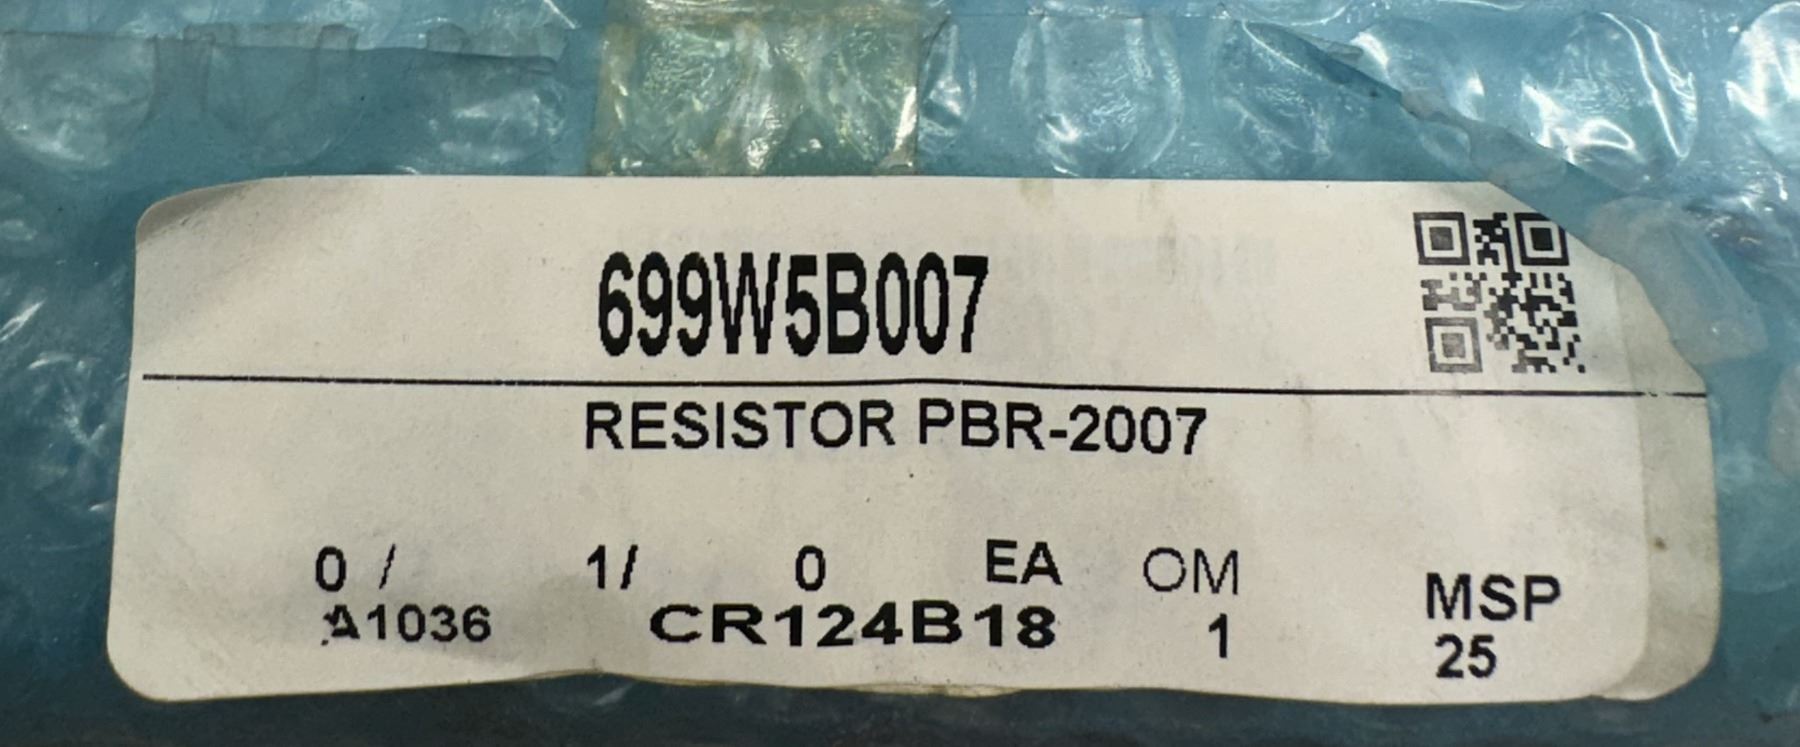 699W5B007
RESISTOR PBR-2007
0 / 1/ 0 EA OM MSP
A1036 CR124B18 1 25